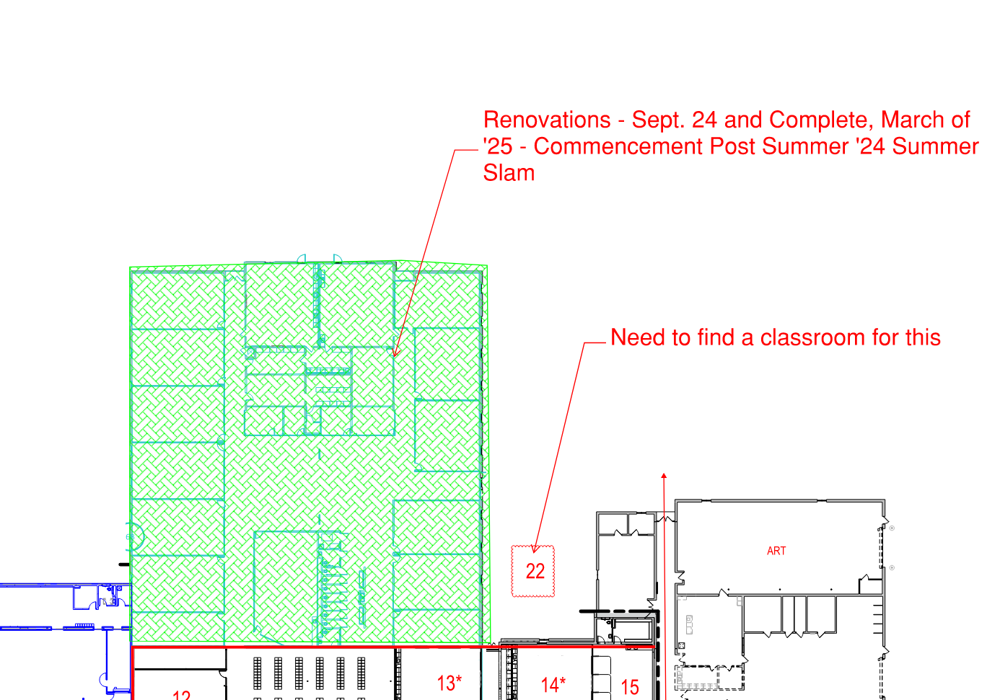 Renovations - Sept. 24 and Complete, March of
'25 - Commencement Post Summer '24 Summer
Slam
Need to find a classroom for this
ART
22
13*
14*
15
12